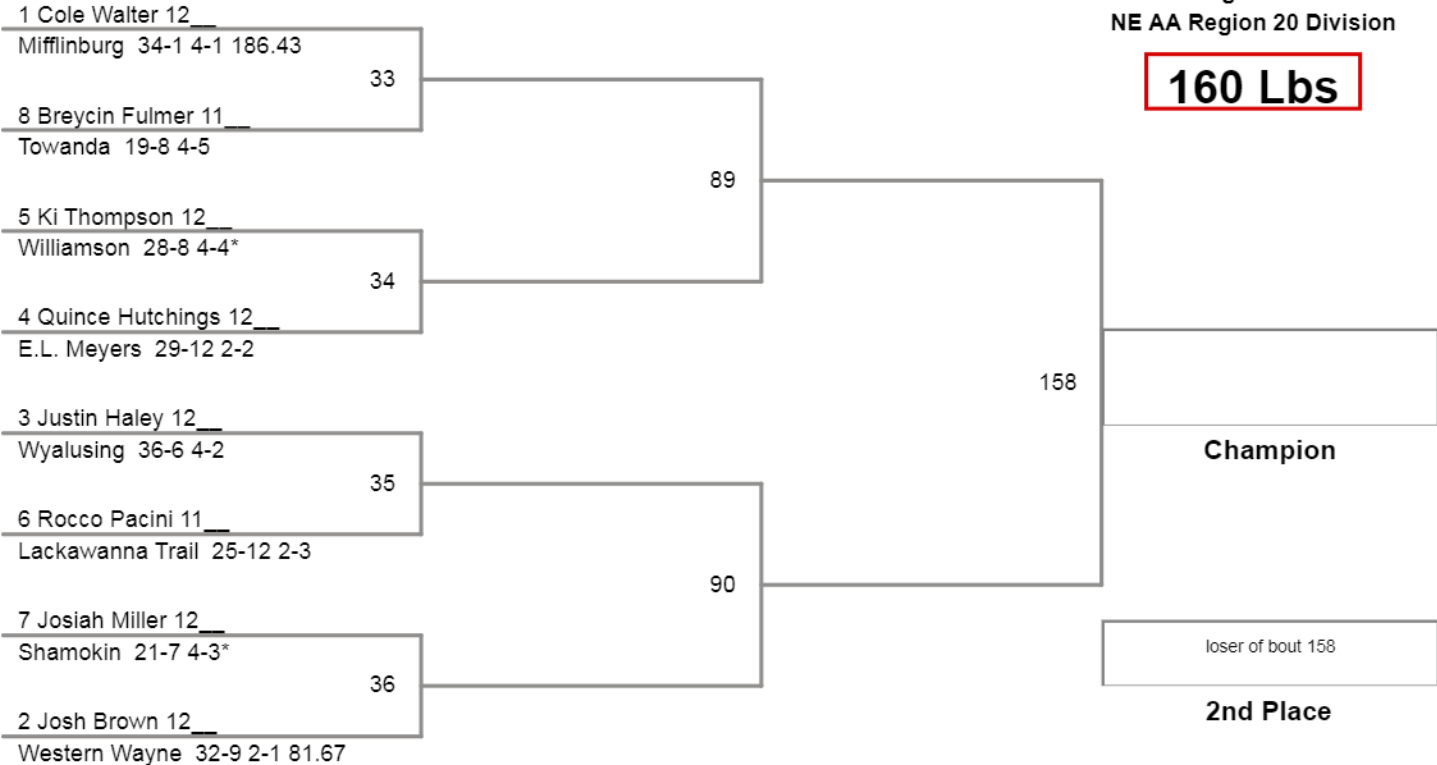 1 Cole Walter 12__
Mifflinburg 34-1 4-1 186.43
33
8 Breycin Fulmer 11__
Towanda 19-8 4-5
89
5 Ki Thompson 12__
Williamson 28-8 4-4*
34
4 Quince Hutchings 12__
E.L. Meyers 29-12 2-2
158
3 Justin Haley 12__
Wyalusing 36-6 4-2
35
6 Rocco Pacini 11__
Lackawanna Trail 25-12 2-3
90
7 Josiah Miller 12__
Shamokin 21-7 4-3*
36
2 Josh Brown 12__
Western Wayne 32-9 2-1 81.67
NE AA Region 20 Division
160 Lbs
Champion
loser of bout 158
2nd Place